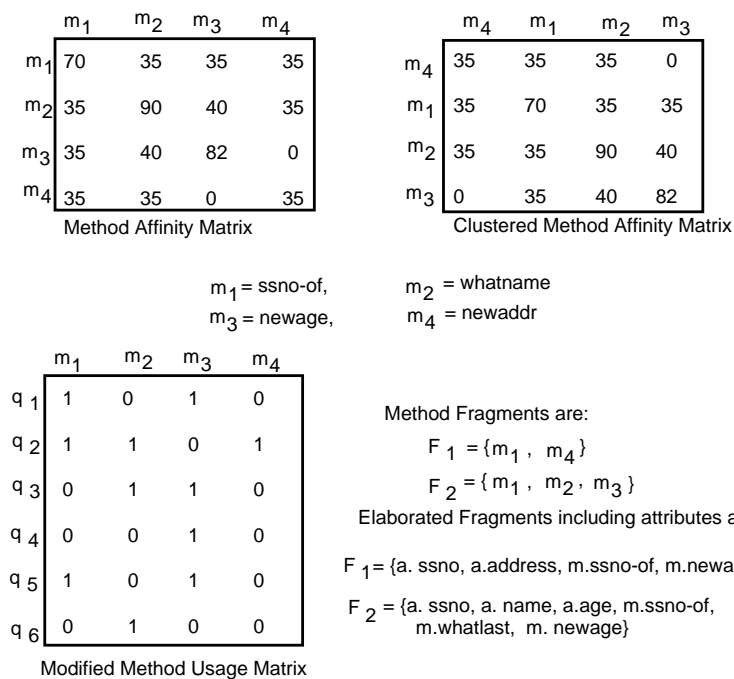 m1 m2 m3 m4
m1 70 35 35 35
m2 35 90 40 35
m3 35 40 82 0
m4 35 35 0 35
Method Affinity Matrix
m4 m1 m2 m3
m4 35 35 35 0
m1 35 70 35 35
m2 35 35 90 40
m3 0 35 40 82
Clustered Method Affinity Matrix
m1 = ssno-of, m2 = whatname
m3 = newage, m4 = newaddr
m1 m2 m3 m4
q1 1 0 1 0
q2 1 1 0 1
q3 0 1 1 0
q4 0 0 1 0
q5 1 0 1 0
q6 0 1 0 0
Modified Method Usage Matrix
Method Fragments are:
F1 = {m1 , m4 }
F2 = { m1 , m2 , m3 }
Elaborated Fragments including attributes
F1 = {a. ssno, a.address, m.ssno-of,
F2 = {a. ssno, a. name, a.age, m.ssno-of,
m.whatlast, m. newage}